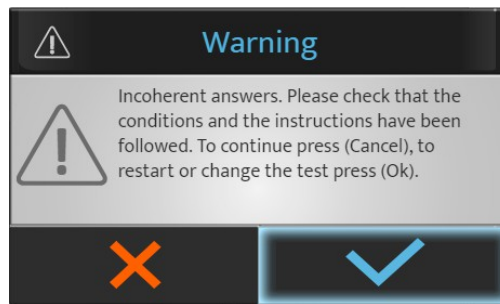 Warning
Incoherent answers. Please check that the
conditions and the instructions have been
followed. To continue press (Cancel), to
restart or change the test press (Ok).